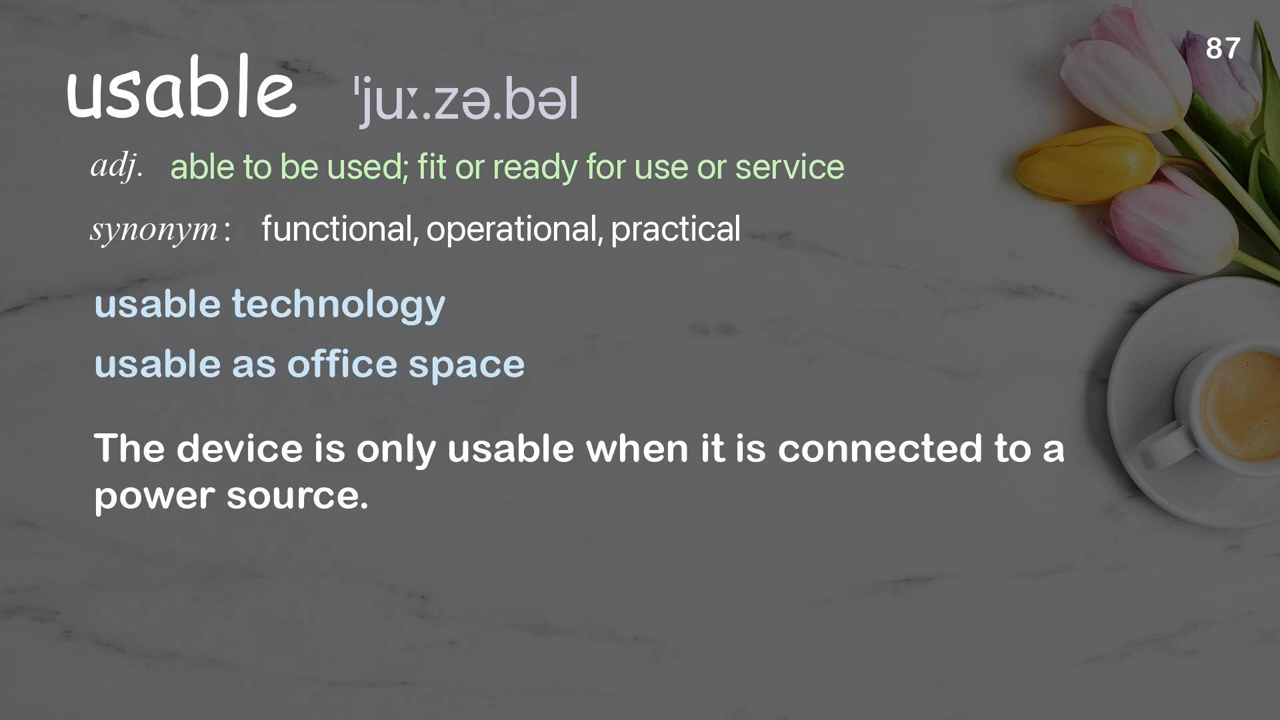 87
usable ˈjuː.zə.bəl
adj. able to be used; fit or ready for use or service
synonym: functional, operational, practical
usable technology
usable as office space
The device is only usable when it is connected to a
power source.